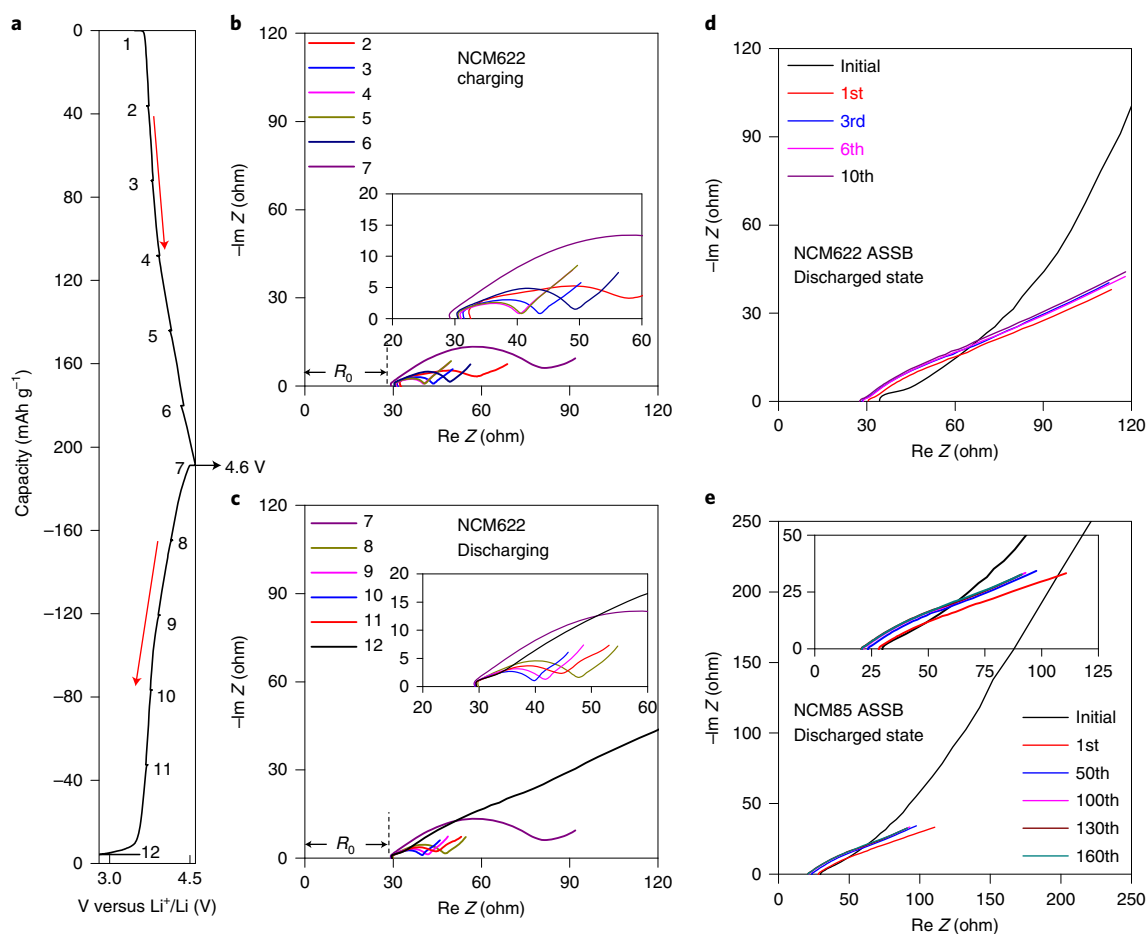 a
0
40
80
120
160
200
−160
−120
−80
−40
0
Capacity (mAh g⁻¹)
1
2
3
4
5
6
7
4.6 V
8
9
10
11
12
3.0
4.5
V versus Li⁺/Li (V)
b
120
90
60
30
0
−Im Z (ohm)
2
3
4
5
6
7
NCM622
charging
20
15
10
5
0
20
30
40
50
60
R₀
0
30
60
90
120
Re Z (ohm)
c
120
90
60
30
0
−Im Z (ohm)
7
8
9
10
11
12
NCM622
Discharging
20
15
10
5
0
20
30
40
50
60
R₀
0
30
60
90
120
Re Z (ohm)
d
120
90
60
30
0
−Im Z (ohm)
Initial
1st
3rd
6th
10th
NCM622 ASSB
Discharged state
0
30
60
90
120
Re Z (ohm)
e
250
200
150
100
50
0
−Im Z (ohm)
50
25
0
0
25
50
75
100
125
NCM85 ASSB
Discharged state
Initial
1st
50th
100th
130th
160th
0
50
100
150
200
250
Re Z (ohm)